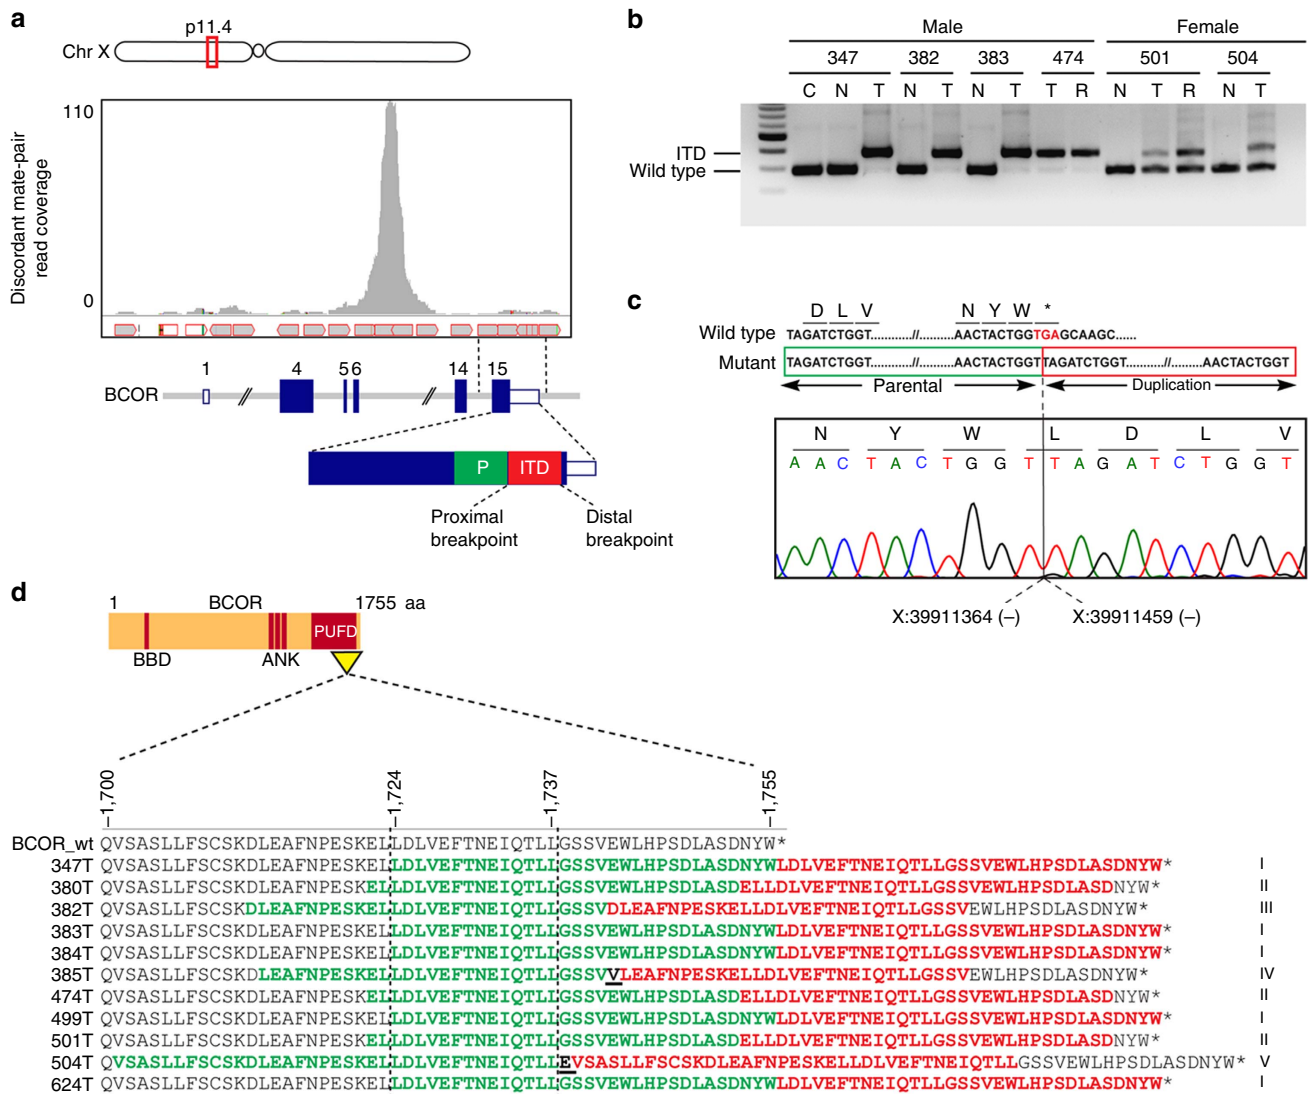 a
p11.4
Chr X
110
0
Discordant mate-pair
read coverage
1 4 5 6 14 15
BCOR
P ITD
Proximal
breakpoint
Distal
breakpoint
b
Male Female
347 382 383 474 501 504
C N T N T N T T R N T R N T
ITD
Wild type
c
D L V N Y W *
Wild type TAGATCTGGT...........//..........AACTACTGGTGAGCAAGC......
Mutant TAGATCTGGT...........//..........AACTACTGGTTAGATCTGGT...........//..........AACTACTGGT
Parental Duplication
N Y W L D L V
A A C T A C T G G T T A G A T C T G G T
X:39911364 (–) X:39911459 (–)
d
1 BCOR 1755 aa
PUFD
BBD ANK
1,700 1,724 1,737 1,755
BCOR_wt QVSASLLFSCSKDLEAFNPESKELLDLVEFTNEIQTLLGSSVEWLHPSDLASDNYW*
347T QVSASLLFSCSKDLEAFNPESKELLDLVEFTNEIQTLLGSSVEWLHPSDLASDNYWLDLVEFTNEIQTLLGSSVEWLHPSDLASDNYW* I
380T QVSASLLFSCSKDLEAFNPESKELLDLVEFTNEIQTLLGSSVEWLHPSDLASDELLDLVEFTNEIQTLLGSSVEWLHPSDLASDNYW* II
382T QVSASLLFSCSKDLEAFNPESKELLDLVEFTNEIQTLLGSSVDLEAFNPESKELLDLVEFTNEIQTLLGSSVEWLHPSDLASDNYW* III
383T QVSASLLFSCSKDLEAFNPESKELLDLVEFTNEIQTLLGSSVEWLHPSDLASDNYWLDLVEFTNEIQTLLGSSVEWLHPSDLASDNYW* I
384T QVSASLLFSCSKDLEAFNPESKELLDLVEFTNEIQTLLGSSVEWLHPSDLASDNYWLDLVEFTNEIQTLLGSSVEWLHPSDLASDNYW* I
385T QVSASLLFSCSKDLEAFNPESKELLDLVEFTNEIQTLLGSSVVLEAFNPESKELLDLVEFTNEIQTLLGSSVEWLHPSDLASDNYW* IV
474T QVSASLLFSCSKDLEAFNPESKELLDLVEFTNEIQTLLGSSVEWLHPSDLASDELLDLVEFTNEIQTLLGSSVEWLHPSDLASDNYW* II
499T QVSASLLFSCSKDLEAFNPESKELLDLVEFTNEIQTLLGSSVEWLHPSDLASDNYWLDLVEFTNEIQTLLGSSVEWLHPSDLASDNYW* I
501T QVSASLLFSCSKDLEAFNPESKELLDLVEFTNEIQTLLGSSVEWLHPSDLASDELLDLVEFTNEIQTLLGSSVEWLHPSDLASDNYW* II
504T QVSASLLFSCSKDLEAFNPESKELLDLVEFTNEIQTLLEVSASLLFSCSKDLEAFNPESKELLDLVEFTNEIQTLLGSSVEWLHPSDLASDNYW* V
624T QVSASLLFSCSKDLEAFNPESKELLDLVEFTNEIQTLLGSSVEWLHPSDLASDNYWLDLVEFTNEIQTLLGSSVEWLHPSDLASDNYW* I